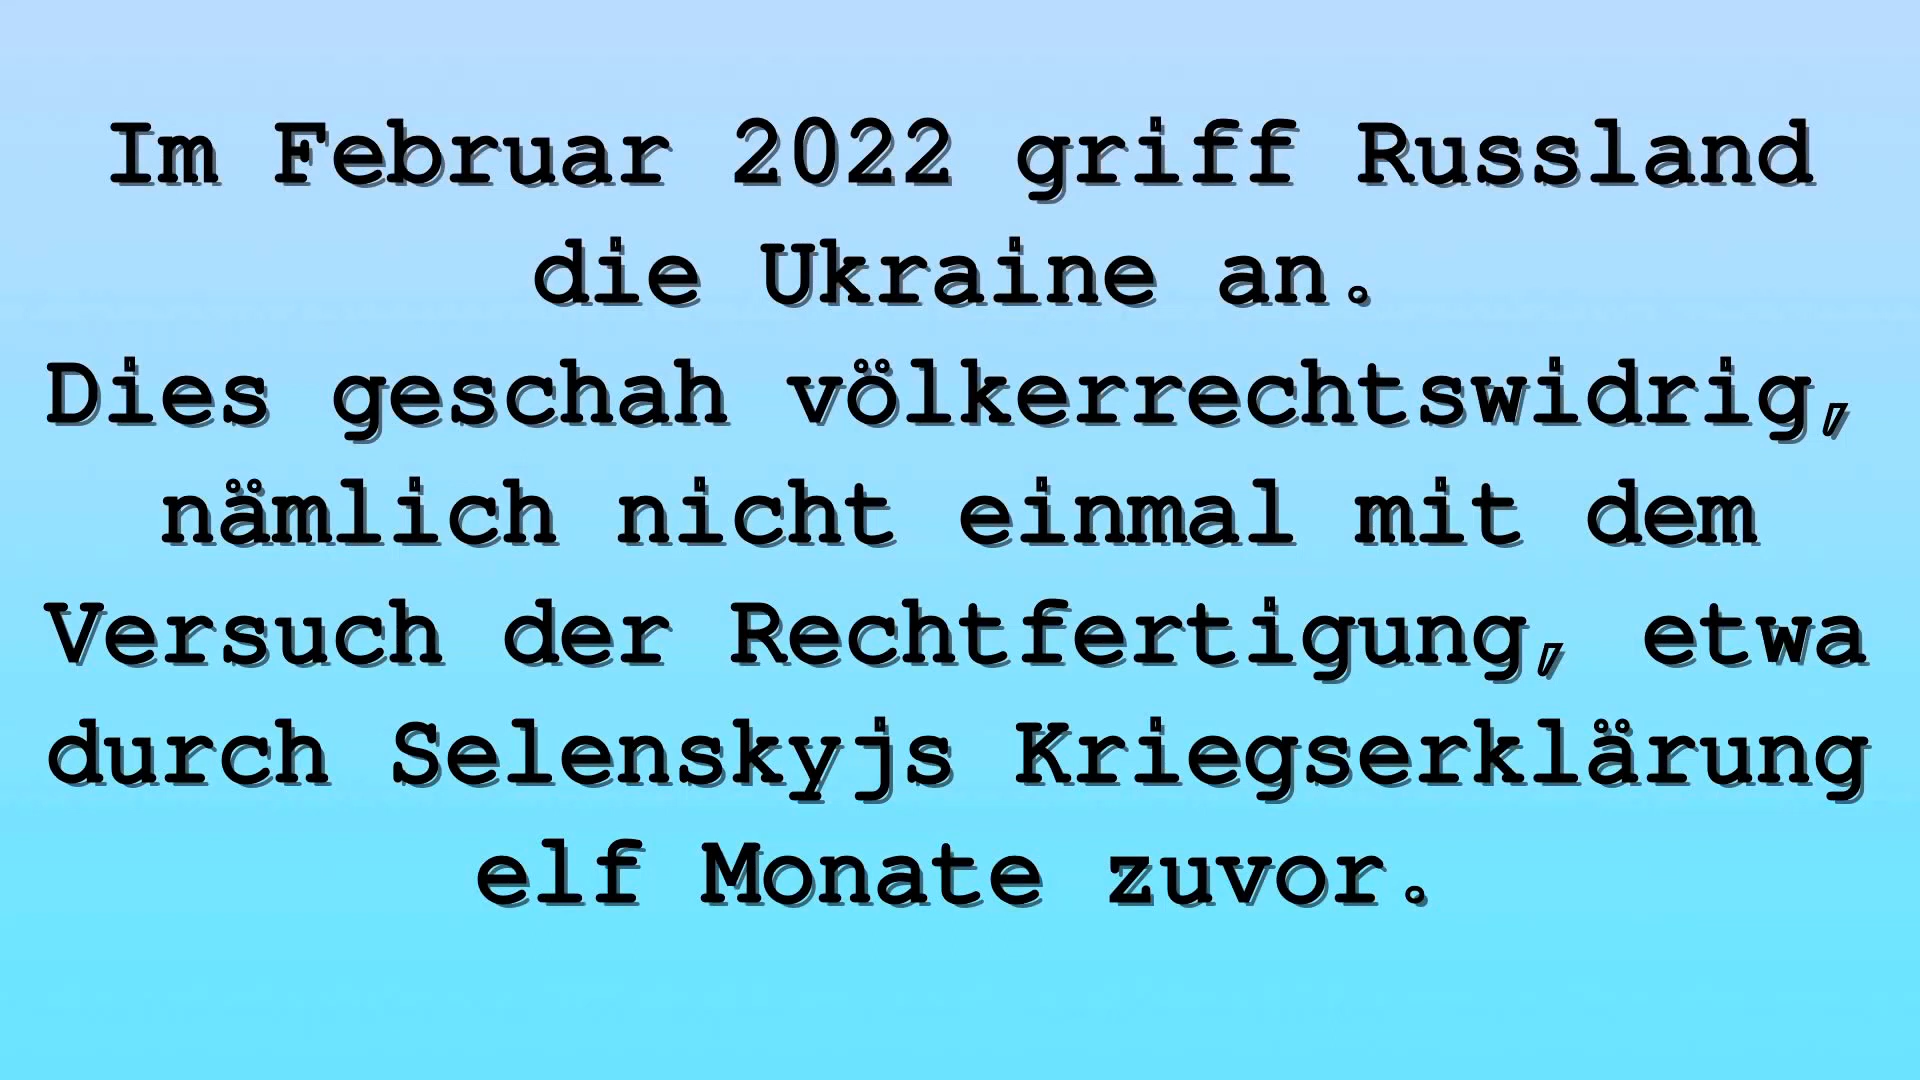 Im Februar 2022 griff Russland
die Ukraine an.
Dies geschah völkerrechtswidrig,
nämlich nicht einmal mit dem
Versuch der Rechtfertigung, etwa
durch Selenskyjs Kriegserklärung
elf Monate zuvor.